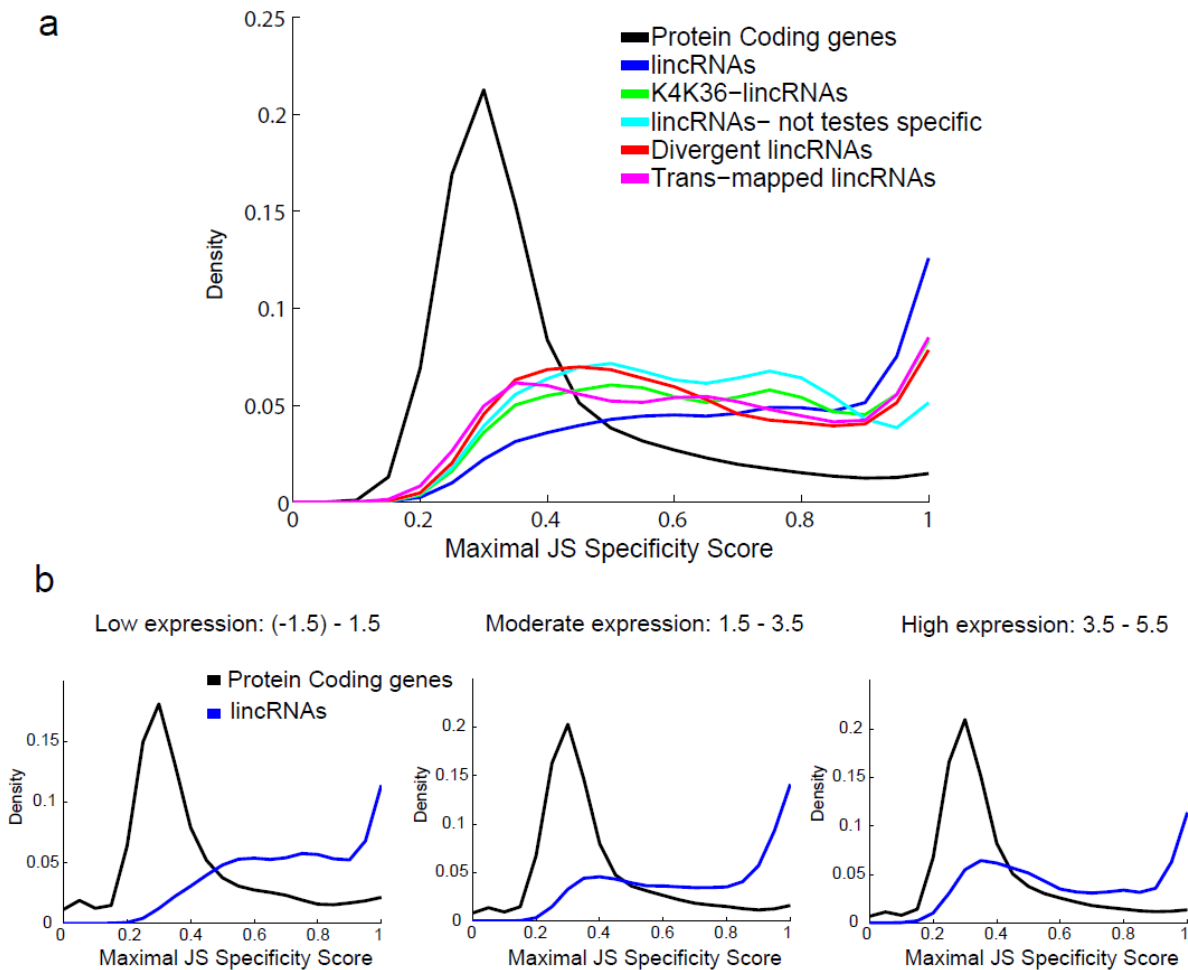 a
0.25
0.2
0.15
0.1
0.05
0
Density
Protein Coding genes
lincRNAs
K4K36-lincRNAs
lincRNAs- not testes specific
Divergent lincRNAs
Trans-mapped lincRNAs
0 0.2 0.4 0.6 0.8 1
Maximal JS Specificity Score
b
Low expression: (-1.5) - 1.5
Protein Coding genes
lincRNAs
0.15
0.1
0.05
0
Density
0 0.2 0.4 0.6 0.8 1
Maximal JS Specificity Score
Moderate expression: 1.5 - 3.5
0.2
0.15
0.1
0.05
0
Density
0 0.2 0.4 0.6 0.8 1
Maximal JS Specificity Score
High expression: 3.5 - 5.5
0.2
0.15
0.1
0.05
0
Density
0 0.2 0.4 0.6 0.8 1
Maximal JS Specificity Score